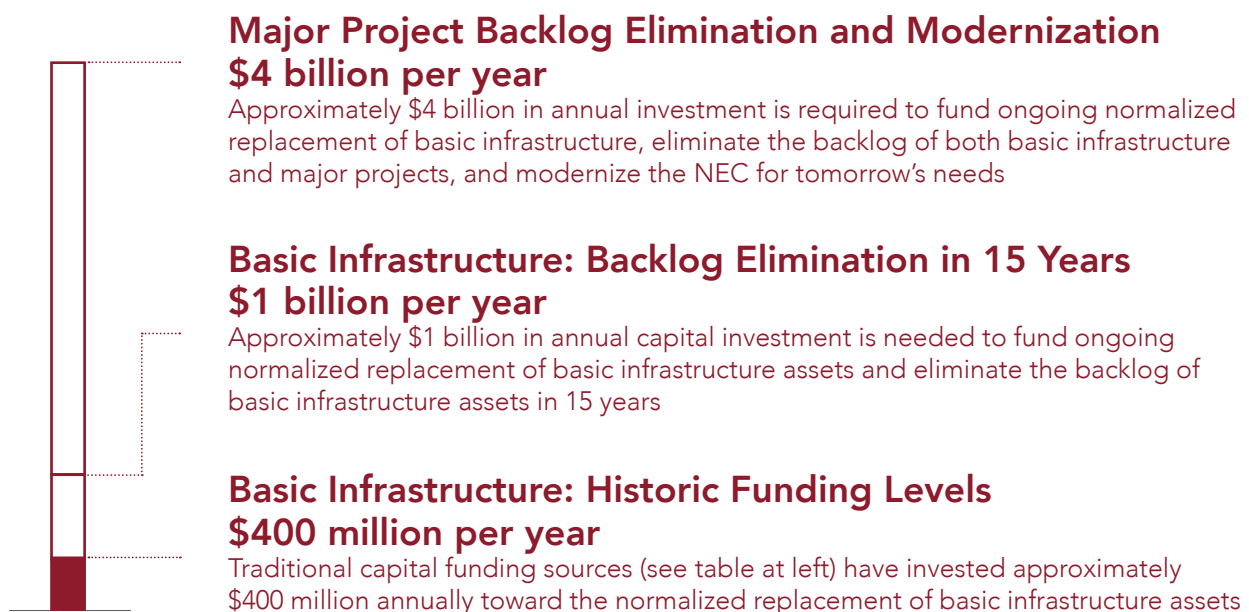 Major Project Backlog Elimination and Modernization
$4 billion per year
Approximately $4 billion in annual investment is required to fund ongoing normalized
replacement of basic infrastructure, eliminate the backlog of both basic infrastructure
and major projects, and modernize the NEC for tomorrow’s needs
Basic Infrastructure: Backlog Elimination in 15 Years
$1 billion per year
Approximately $1 billion in annual capital investment is needed to fund ongoing
normalized replacement of basic infrastructure assets and eliminate the backlog of
basic infrastructure assets in 15 years
Basic Infrastructure: Historic Funding Levels
$400 million per year
Traditional capital funding sources (see table at left) have invested approximately
$400 million annually toward the normalized replacement of basic infrastructure assets